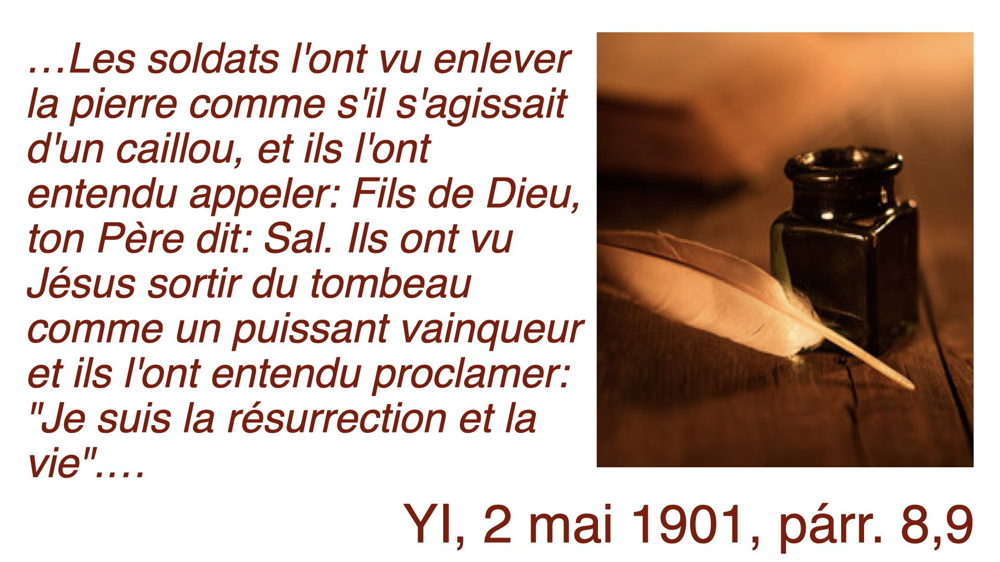 …Les soldats l'ont vu enlever
la pierre comme s'il s'agissait
d'un caillou, et ils l'ont
entendu appeler: Fils de Dieu,
ton Père dit: Sal. Ils ont vu
Jésus sortir du tombeau
comme un puissant vainqueur
et ils l'ont entendu proclamer:
"Je suis la résurrection et la
vie"....
YI, 2 mai 1901, párr. 8,9